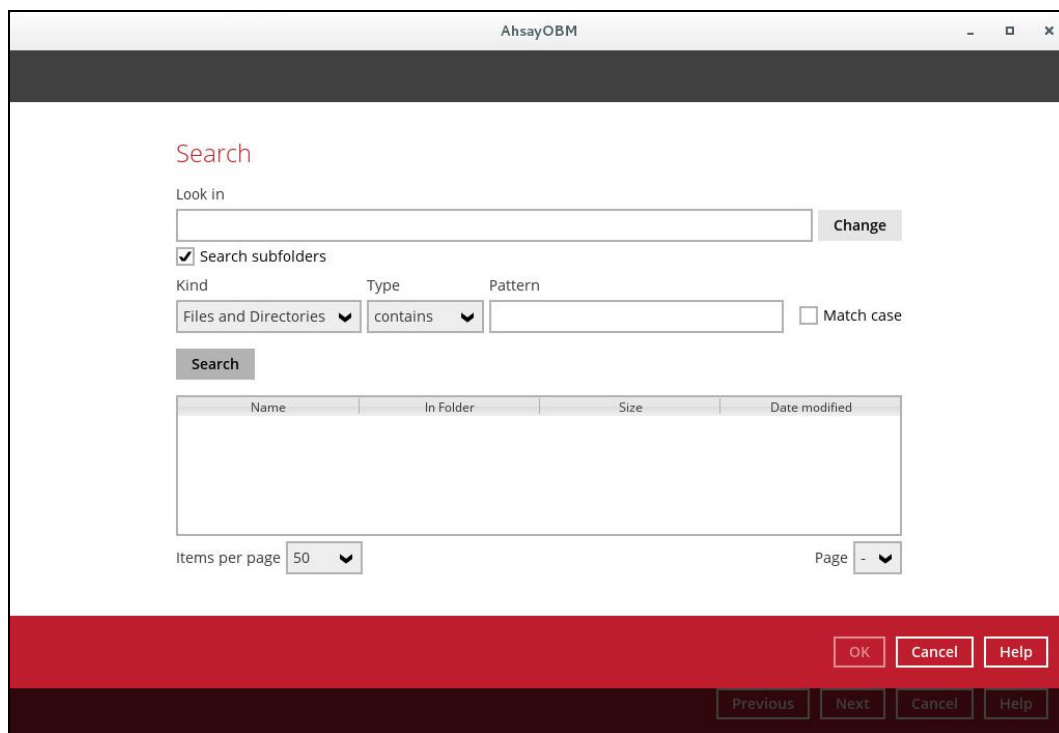 AhsayOBM
Search
Look in
Change
Search subfolders
Kind Type Pattern
Files and Directories contains Match case
Search
Name In Folder Size Date modified
Items per page 50 Page -
OK Cancel Help
Previous Next Cancel Help